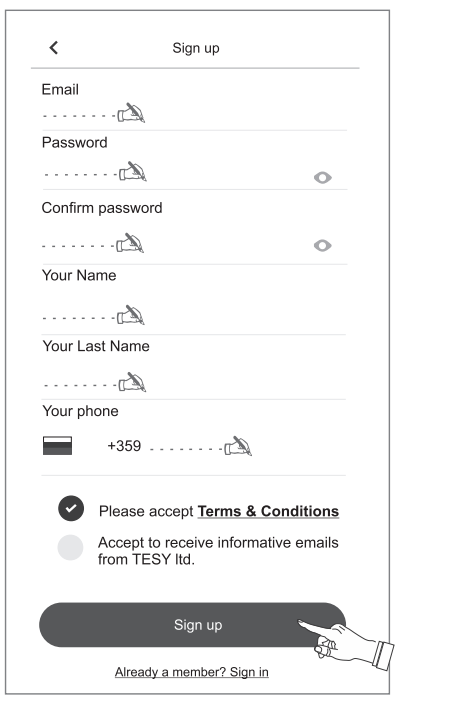 Sign up
Email
Password
Confirm password
Your Name
Your Last Name
Your phone
+359
Please accept Terms & Conditions
Accept to receive informative emails
from TESY ltd.
Sign up
Already a member? Sign in